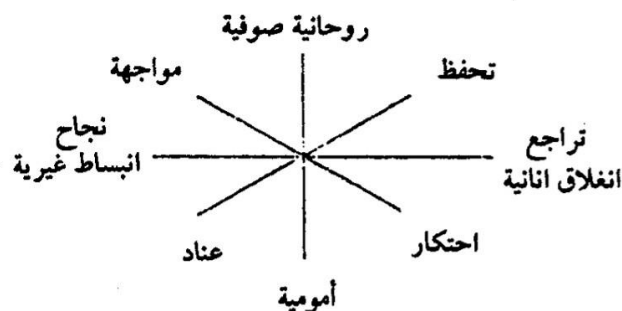 روحانية صوفية
تحفظ
مواجهة
تراجع
انغلاق انانية
نجاح
انبساط غيرية
احتكار
عناد
أمومية